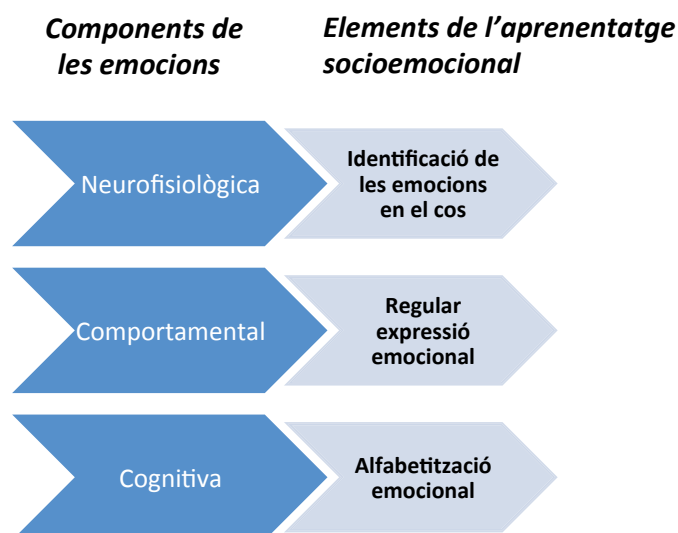 Components de
les emocions
Elements de l'aprenentatge
socioemocional
Neurofisiològica
Identificació de
les emocions
en el cos
Comportamental
Regular
expressió
emocional
Cognitiva
Alfabetització
emocional